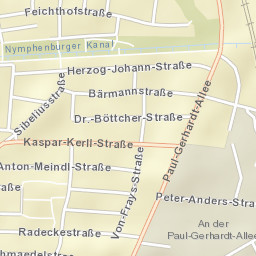 Feichthofstraße
Nymphenburger Kanal
Herzog-Johann-Straße
Bärmannstraße
Sibeliusstraße
Dr.-Böttcher-Straße
Paul-Gerhardt-Allee
Kaspar-Kerll-Straße
Anton-Meindl-Straße
Von-Frays-Straße
Peter-Anders-Stra
An der
Paul-Gerhardt-Allee
Radeckestraße
hmaedelstraße